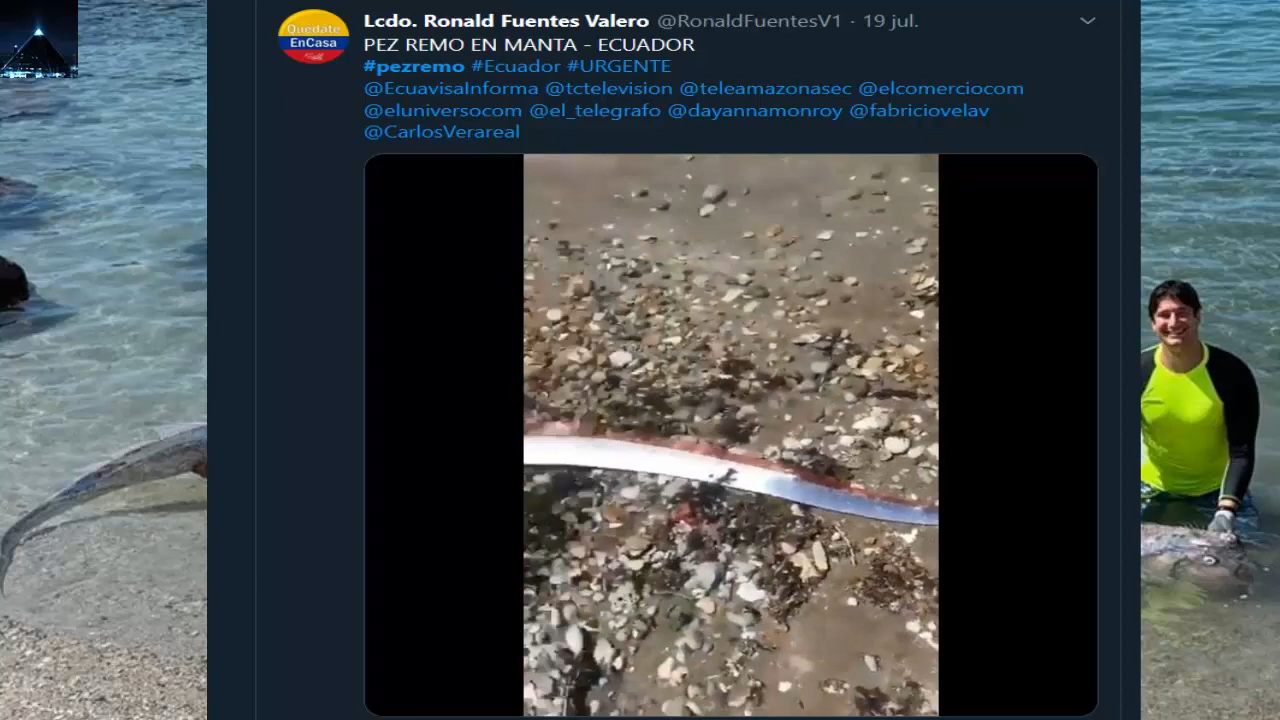 Quédate
EnCasa
Lcdo. Ronald Fuentes Valero @RonaldFuentesV1 · 19 jul.
PEZ REMO EN MANTA - ECUADOR
#pezremo #Ecuador #URGENTE
@EcuavisaInforma @tctelevision @teleamazonasec @elcomerciocom
@eluniversocom @el_telegrafo @dayannamonroy @fabriciovelav
@CarlosVerareal